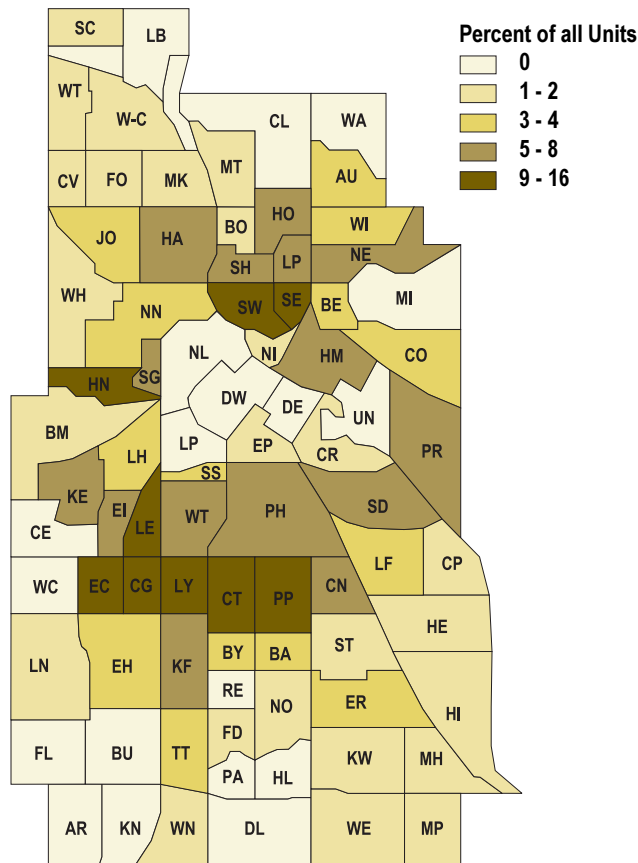 Percent of all Units
0
1 - 2
3 - 4
5 - 8
9 - 16
SC
LB
WT
W-C
CL
WA
CV
FO
MK
MT
AU
JO
HA
BO
HO
WI
SH
LP
NE
WH
NN
SW
SE
BE
MI
NL
NI
HM
CO
HN
SG
DW
DE
UN
BM
LP
EP
CR
PR
LH
SS
KE
EI
LE
WT
PH
SD
CE
LF
CP
WC
EC
CG
LY
CT
PP
CN
HE
LN
EH
KF
BY
BA
ST
RE
NO
ER
HI
FL
BU
TT
FD
PA
HL
KW
MH
AR
KN
WN
DL
WE
MP